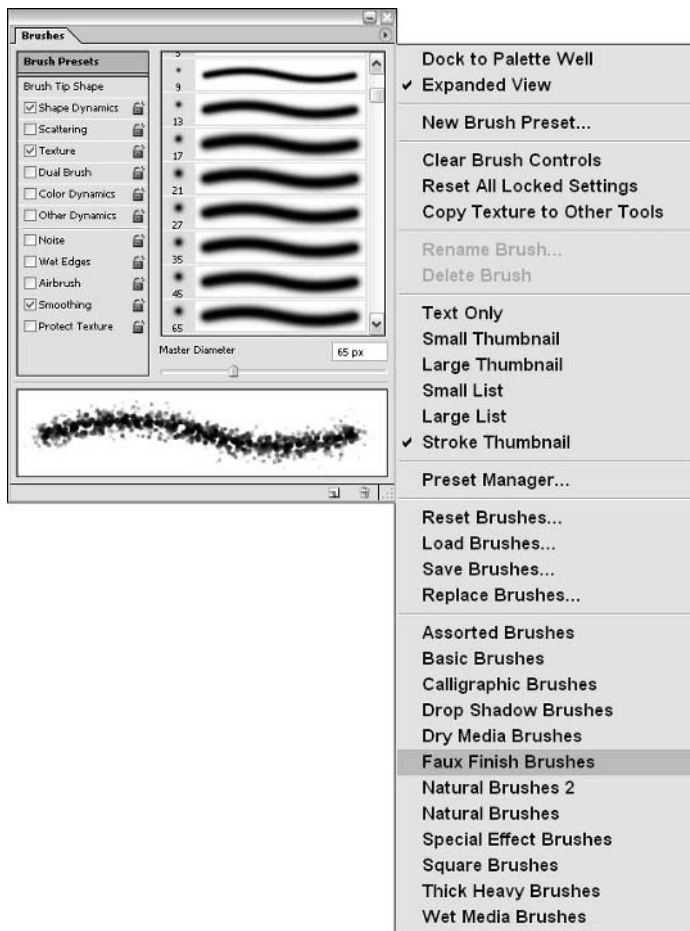 Brushes
Brush Presets
Brush Tip Shape
Shape Dynamics
Scattering
Texture
Dual Brush
Color Dynamics
Other Dynamics
Noise
Wet Edges
Airbrush
Smoothing
Protect Texture
5
9
13
17
21
27
35
45
65
Master Diameter
65 px
Dock to Palette Well
Expanded View
New Brush Preset...
Clear Brush Controls
Reset All Locked Settings
Copy Texture to Other Tools
Rename Brush...
Delete Brush
Text Only
Small Thumbnail
Large Thumbnail
Small List
Large List
Stroke Thumbnail
Preset Manager...
Reset Brushes...
Load Brushes...
Save Brushes...
Replace Brushes...
Assorted Brushes
Basic Brushes
Calligraphic Brushes
Drop Shadow Brushes
Dry Media Brushes
Faux Finish Brushes
Natural Brushes 2
Natural Brushes
Special Effect Brushes
Square Brushes
Thick Heavy Brushes
Wet Media Brushes